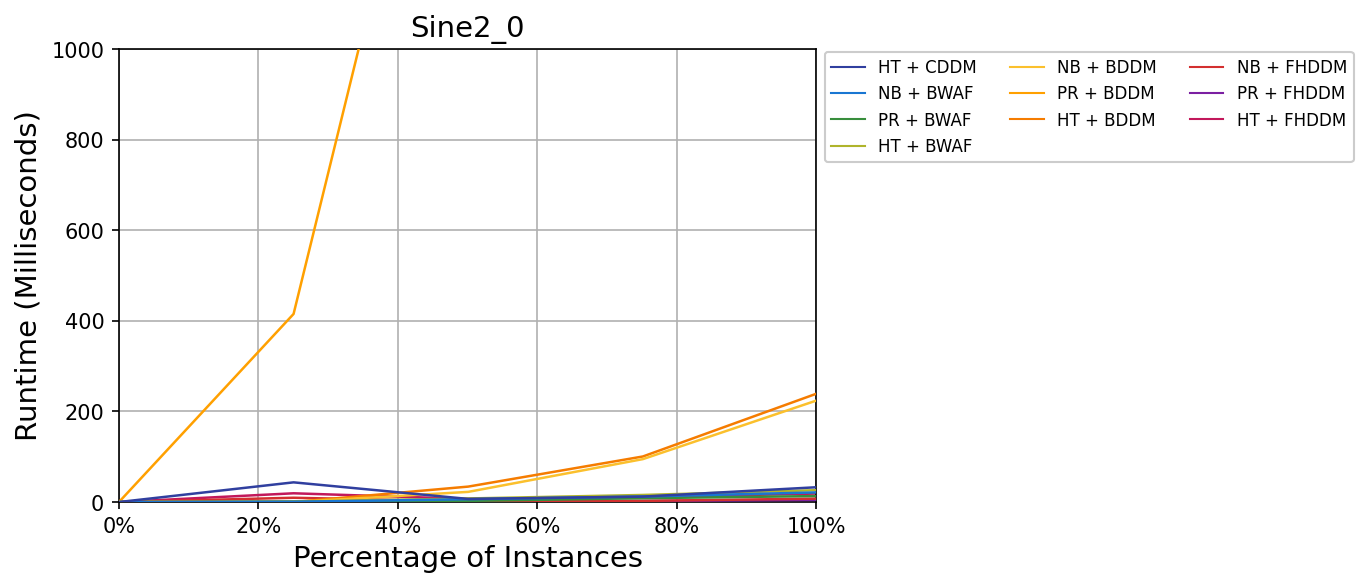 Sine2_0
Runtime (Milliseconds)
1000
800
600
400
200
0
0%
20%
40%
60%
80%
100%
Percentage of Instances
HT + CDDM
NB + BWAF
PR + BWAF
HT + BWAF
NB + BDDM
PR + BDDM
HT + BDDM
NB + FHDDM
PR + FHDDM
HT + FHDDM